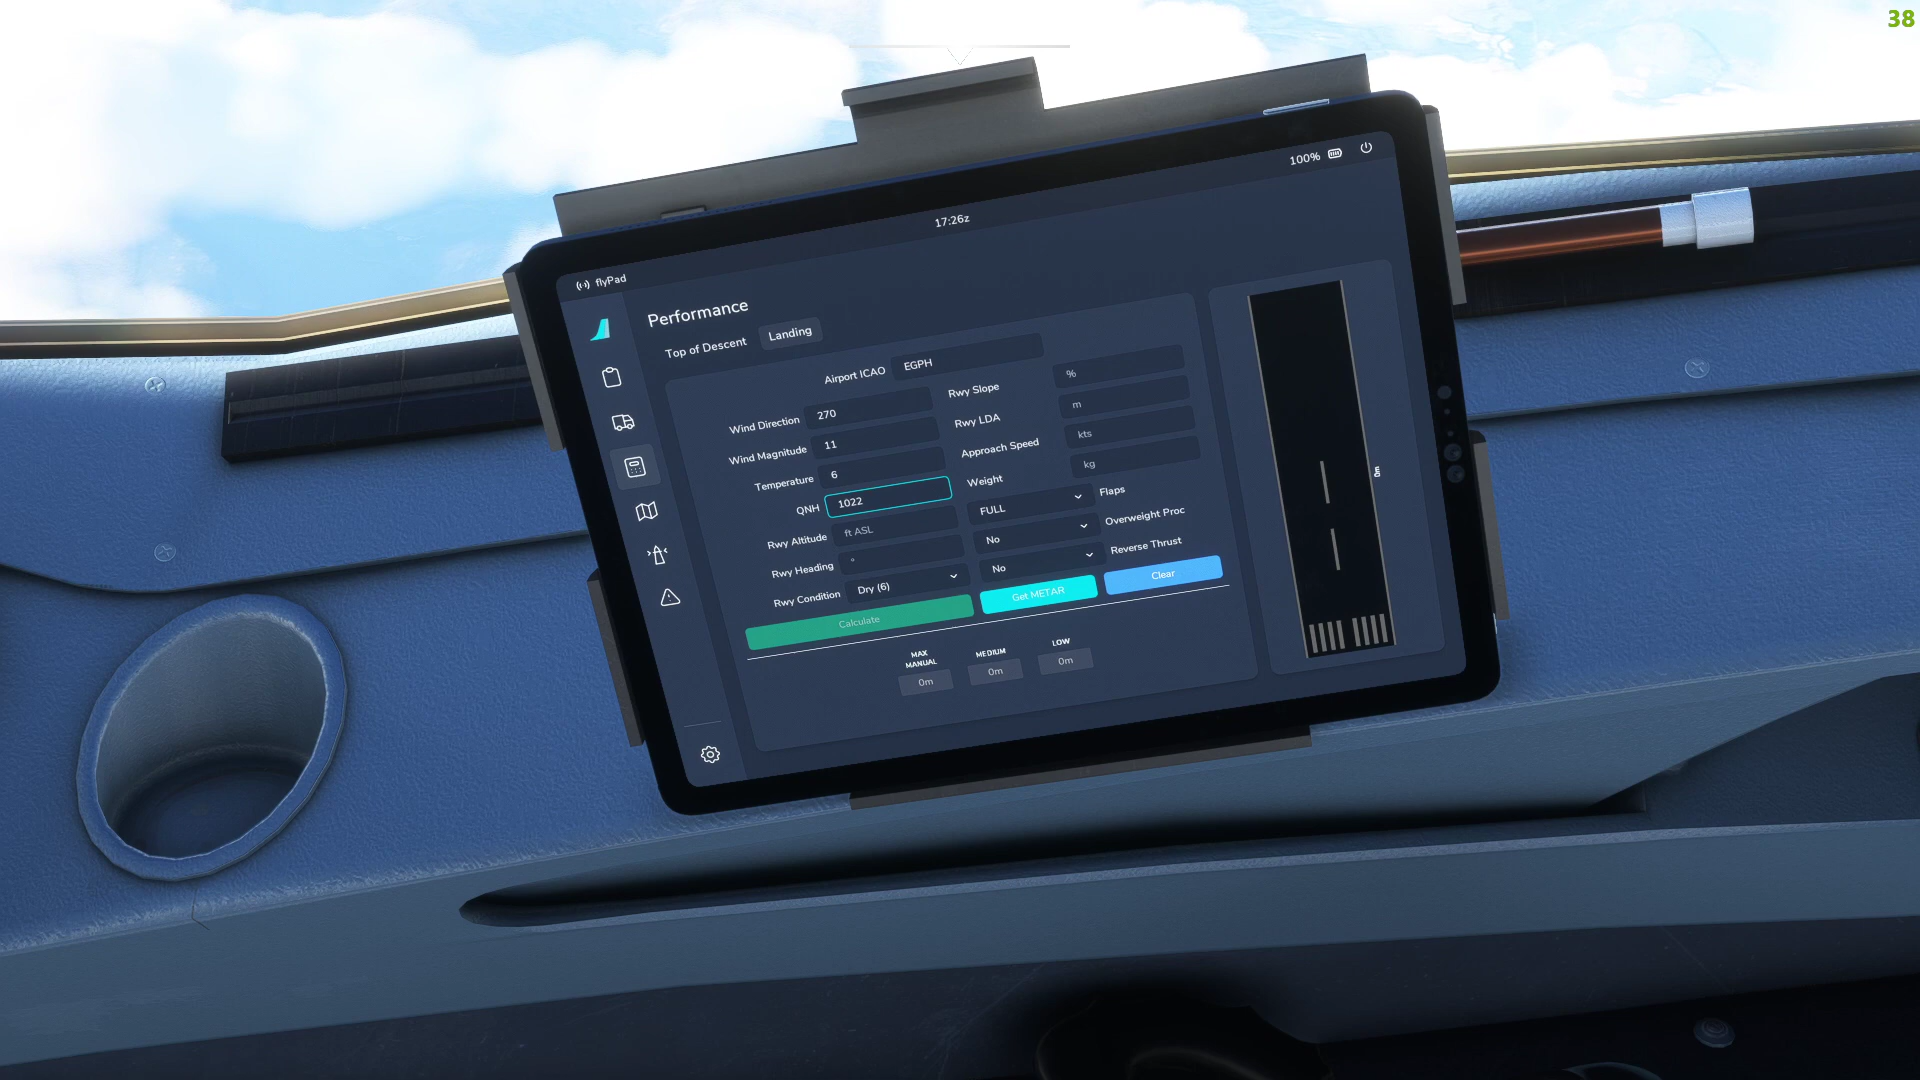 38
100%
17:26z
flyPad
Performance
Top of Descent Landing
Airport ICAO EGPH
Wind Direction 270
Wind Magnitude 11
Temperature 6
QNH 1022
Rwy Altitude ft ASL
Rwy Heading °
Rwy Condition Dry (6)
Rwy Slope %
Rwy LDA m
Approach Speed kts
Weight kg
FULL Flaps
No Overweight Proc
No Reverse Thrust
Calculate Get METAR Clear
MAX MANUAL MEDIUM LOW
0m 0m 0m
0m